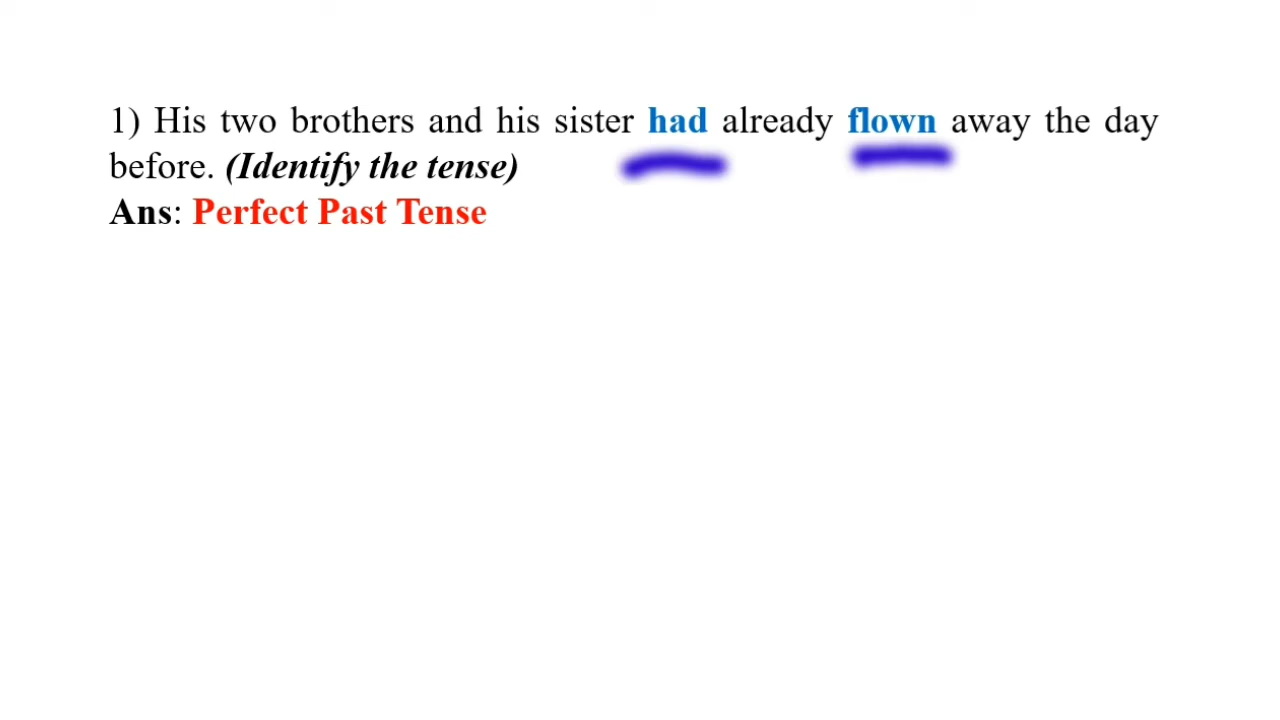 1) His two brothers and his sister had already flown away the day
before. (Identify the tense)
Ans: Perfect Past Tense